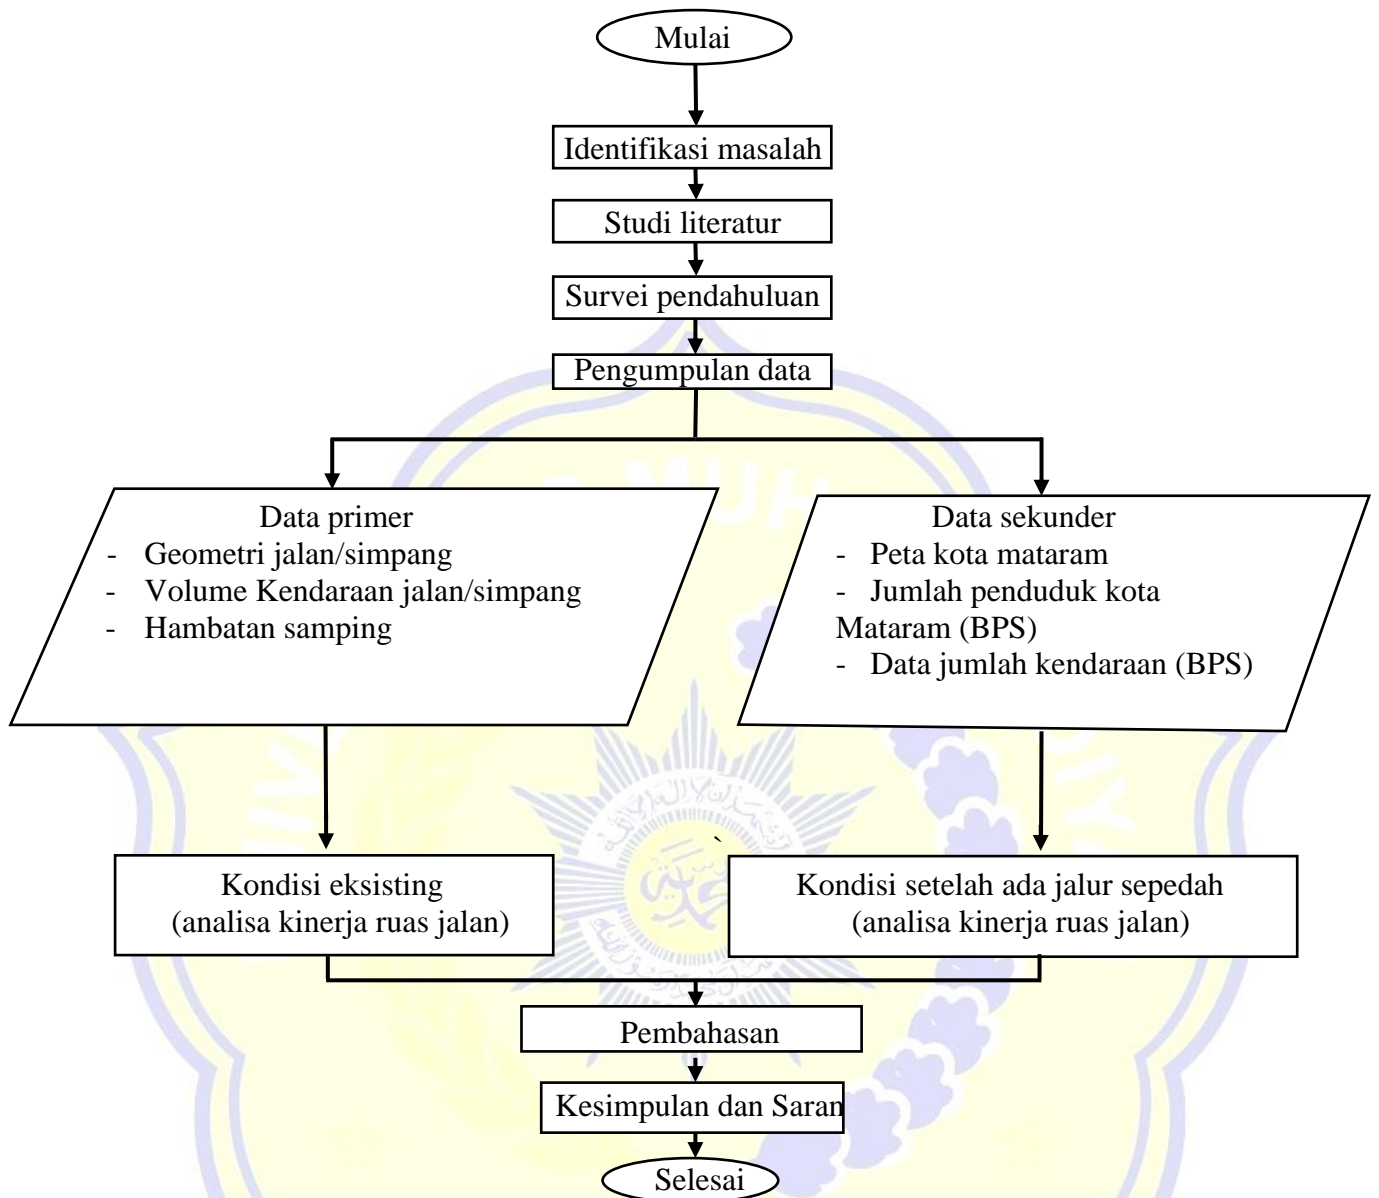 Mulai
Identifikasi masalah
Studi literatur
Survei pendahuluan
Pengumpulan data
Data primer
- Geometri jalan/simpang
- Volume Kendaraan jalan/simpang
- Hambatan samping
Data sekunder
- Peta kota mataram
- Jumlah penduduk kota
Mataram (BPS)
- Data jumlah kendaraan (BPS)
`
Kondisi eksisting
(analisa kinerja ruas jalan)
Kondisi setelah ada jalur sepedah
(analisa kinerja ruas jalan)
Pembahasan
Kesimpulan dan Saran
Selesai